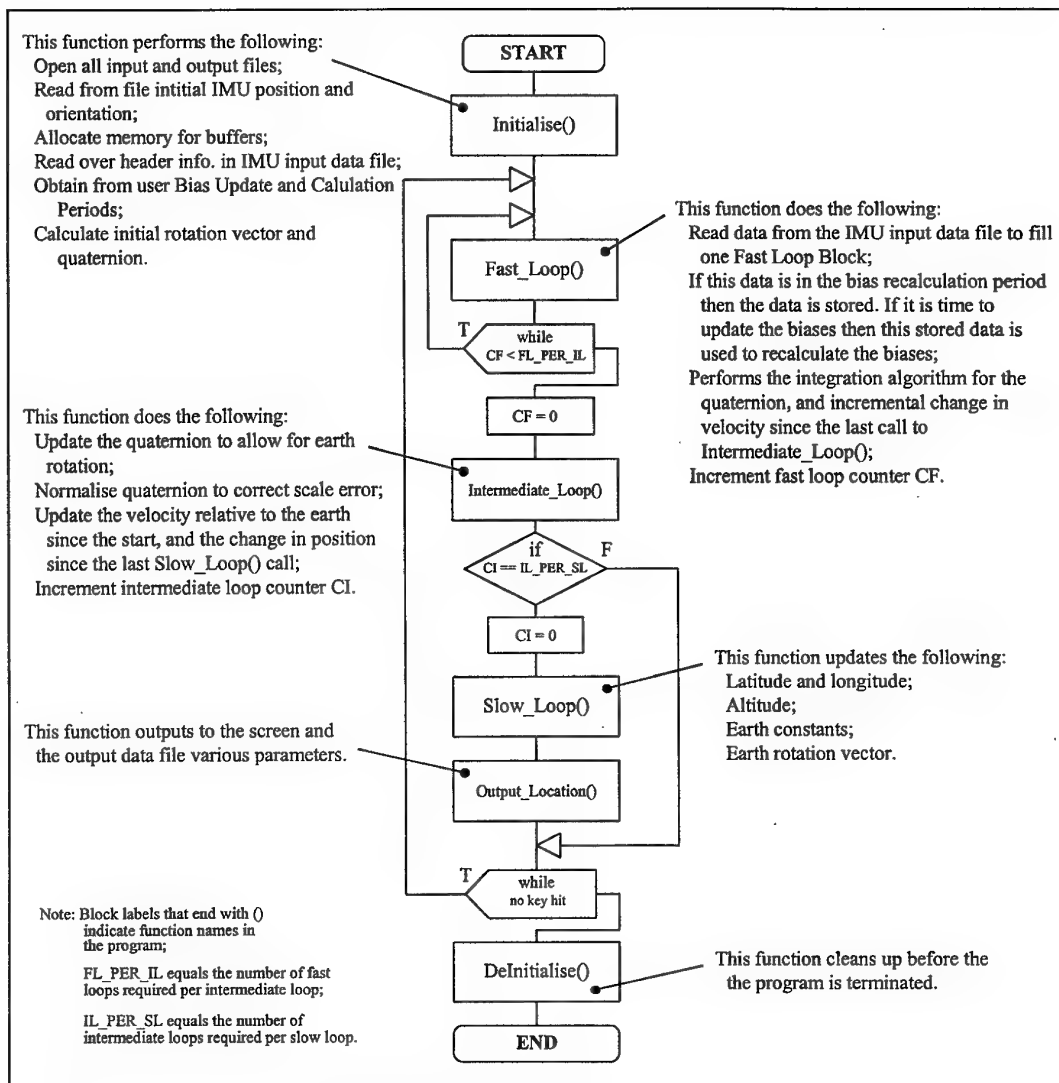 This function performs the following:
Open all input and output files;
Read from file intitial IMU position and
orientation;
Allocate memory for buffers;
Read over header info. in IMU input data file;
Obtain from user Bias Update and Calulation
Periods;
Calculate initial rotation vector and
quaternion.
START
Initialise()
This function does the following:
Read data from the IMU input data file to fill
one Fast Loop Block;
If this data is in the bias recalculation period
then the data is stored. If it is time to
update the biases then this stored data is
used to recalculate the biases;
Performs the integration algorithm for the
quaternion, and incremental change in
velocity since the last call to
Intermediate_Loop();
Increment fast loop counter CF.
Fast_Loop()
T
while
CF < FL_PER_IL
CF = 0
This function does the following:
Update the quaternion to allow for earth
rotation;
Normalise quaternion to correct scale error;
Update the velocity relative to the earth
since the start, and the change in position
since the last Slow_Loop() call;
Increment intermediate loop counter CI.
Intermediate_Loop()
if
F
CI == IL_PER_SL
CI = 0
This function updates the following:
Latitude and longitude;
Altitude;
Earth constants;
Earth rotation vector.
Slow_Loop()
This function outputs to the screen and
the output data file various parameters.
Output_Location()
T
while
no key hit
Note: Block labels that end with ()
indicate function names in
the program;
FL_PER_IL equals the number of fast
loops required per intermediate loop;
IL_PER_SL equals the number of
intermediate loops required per slow loop.
DeInitialise()
This function cleans up before the
the program is terminated.
END